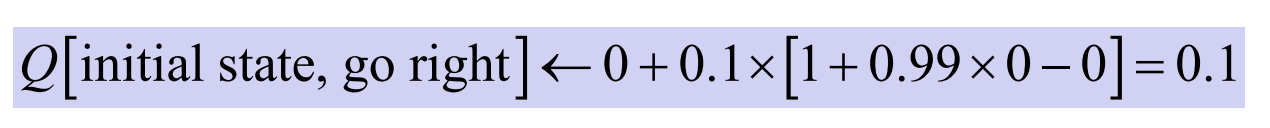 Q[initial state, go right] ← 0 + 0.1 × [1 + 0.99 × 0 − 0] = 0.1